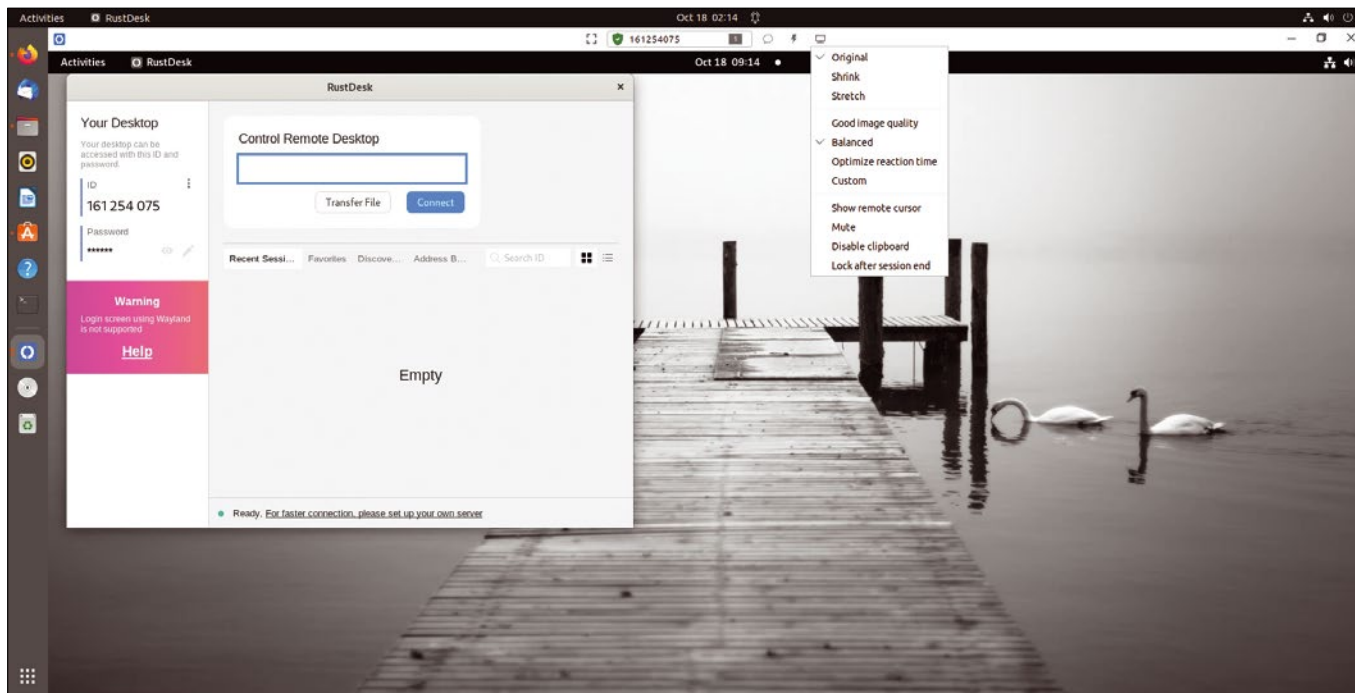 Activities RustDesk Oct 18 02:14
161254075 1
Activities RustDesk Oct 18 09:14
Original
Shrink
Stretch
Good image quality
Balanced
Optimize reaction time
Custom
Show remote cursor
Mute
Disable clipboard
Lock after session end
RustDesk
Your Desktop
Your desktop can be
accessed with this ID and
password.
ID
161 254 075
Password
******
Warning
Login screen using Wayland
is not supported
Help
Control Remote Desktop
Transfer File Connect
Recent Sessi... Favorites Discove... Address B... Search ID
Empty
Ready. For faster connection, please set up your own server